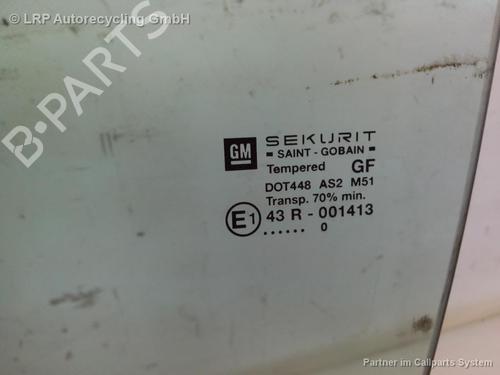 © LRP Autorecycling GmbH
B-PARTS
GM
SEKURIT
SAINT - GOBAIN
Tempered GF
DOT448 AS2 M51
Transp. 70% min.
E1 43 R - 001413
...... 0
Partner im Callparts System